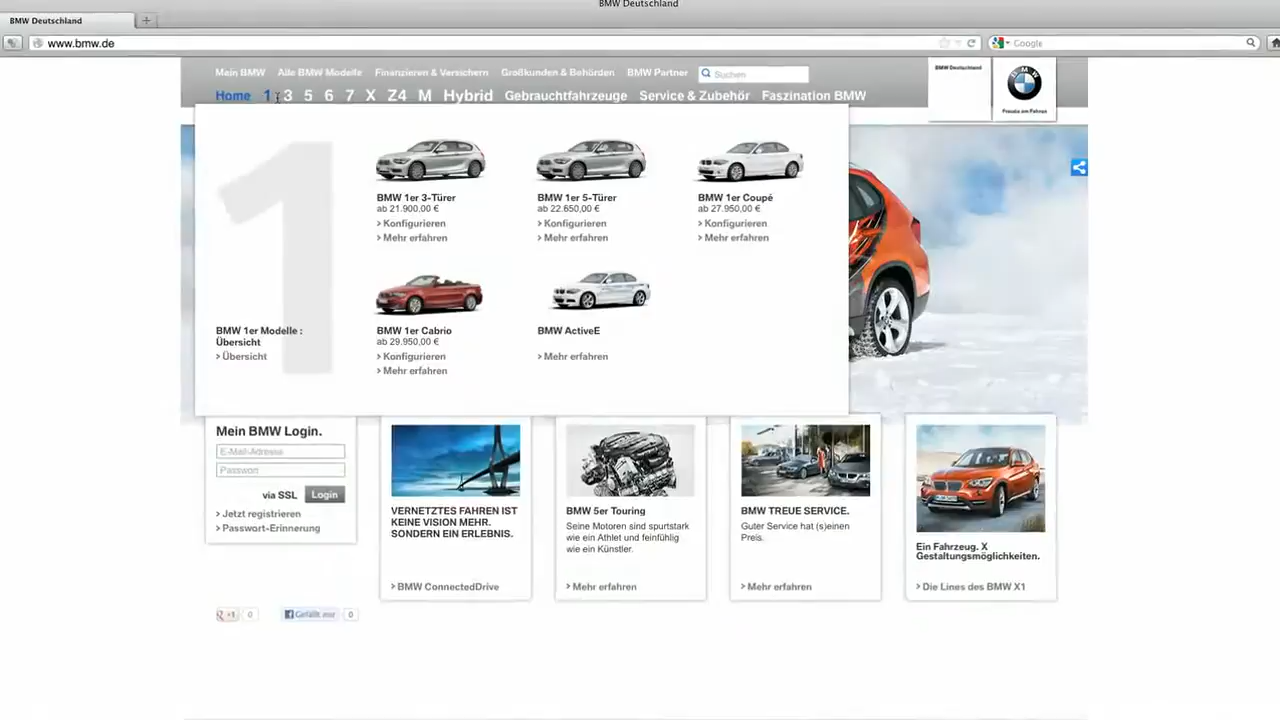 BMW Deutschland
BMW Deutschland
www.bmw.de
Google
Mein BMW Alle BMW Modelle Finanzieren & Versichern Großkunden & Behörden BMW Partner Suchen
Home 1 3 5 6 7 X Z4 M Hybrid Gebrauchtfahrzeuge Service & Zubehör Faszination BMW
BMW Deutschland
BMW
Freude am Fahren
1
BMW 1er 3-Türer
ab 21.900,00 €
> Konfigurieren
> Mehr erfahren
BMW 1er 5-Türer
ab 22.650,00 €
> Konfigurieren
> Mehr erfahren
BMW 1er Coupé
ab 27.950,00 €
> Konfigurieren
> Mehr erfahren
BMW 1er Modelle :
Übersicht
> Übersicht
BMW 1er Cabrio
ab 29.950,00 €
> Konfigurieren
> Mehr erfahren
BMW ActiveE
> Mehr erfahren
Mein BMW Login.
E-Mail-Adresse
Passwort
via SSL Login
> Jetzt registrieren
> Passwort-Erinnerung
VERNETZTES FAHREN IST
KEINE VISION MEHR.
SONDERN EIN ERLEBNIS.
> BMW ConnectedDrive
BMW 5er Touring
Seine Motoren sind spurtstark
wie ein Athlet und feinfühlig
wie ein Künstler.
> Mehr erfahren
BMW TREUE SERVICE.
Guter Service hat (s)einen
Preis.
> Mehr erfahren
Ein Fahrzeug. X
Gestaltungsmöglichkeiten.
> Die Lines des BMW X1
+1 0
Gefällt mir 0